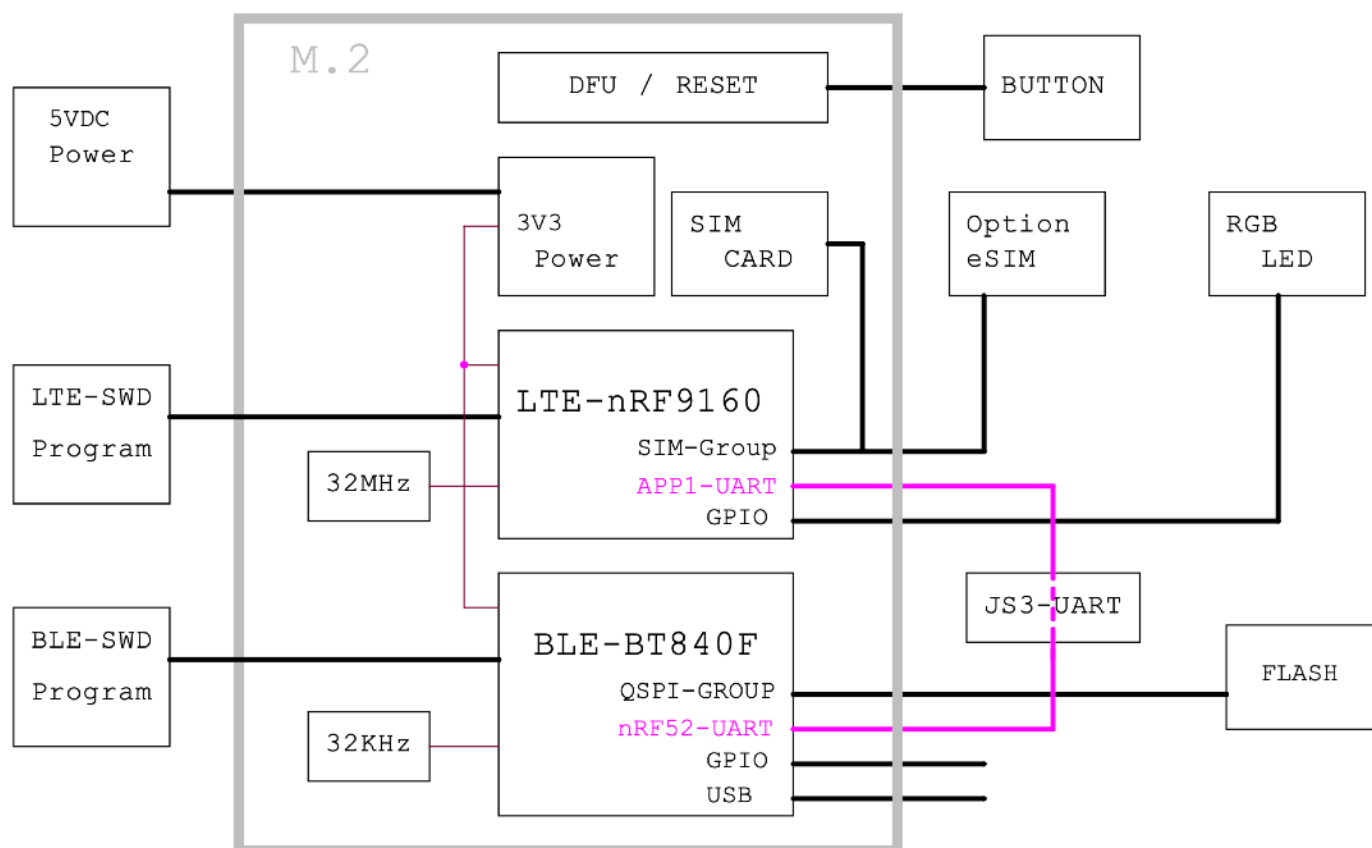 M.2
DFU / RESET
BUTTON
5VDC
Power
3V3
Power
SIM
CARD
Option
eSIM
RGB
LED
LTE-SWD
Program
LTE-nRF9160
SIM-Group
APP1-UART
GPIO
32MHz
JS3-UART
BLE-SWD
Program
BLE-BT840F
QSPI-GROUP
nRF52-UART
GPIO
USB
32KHz
FLASH